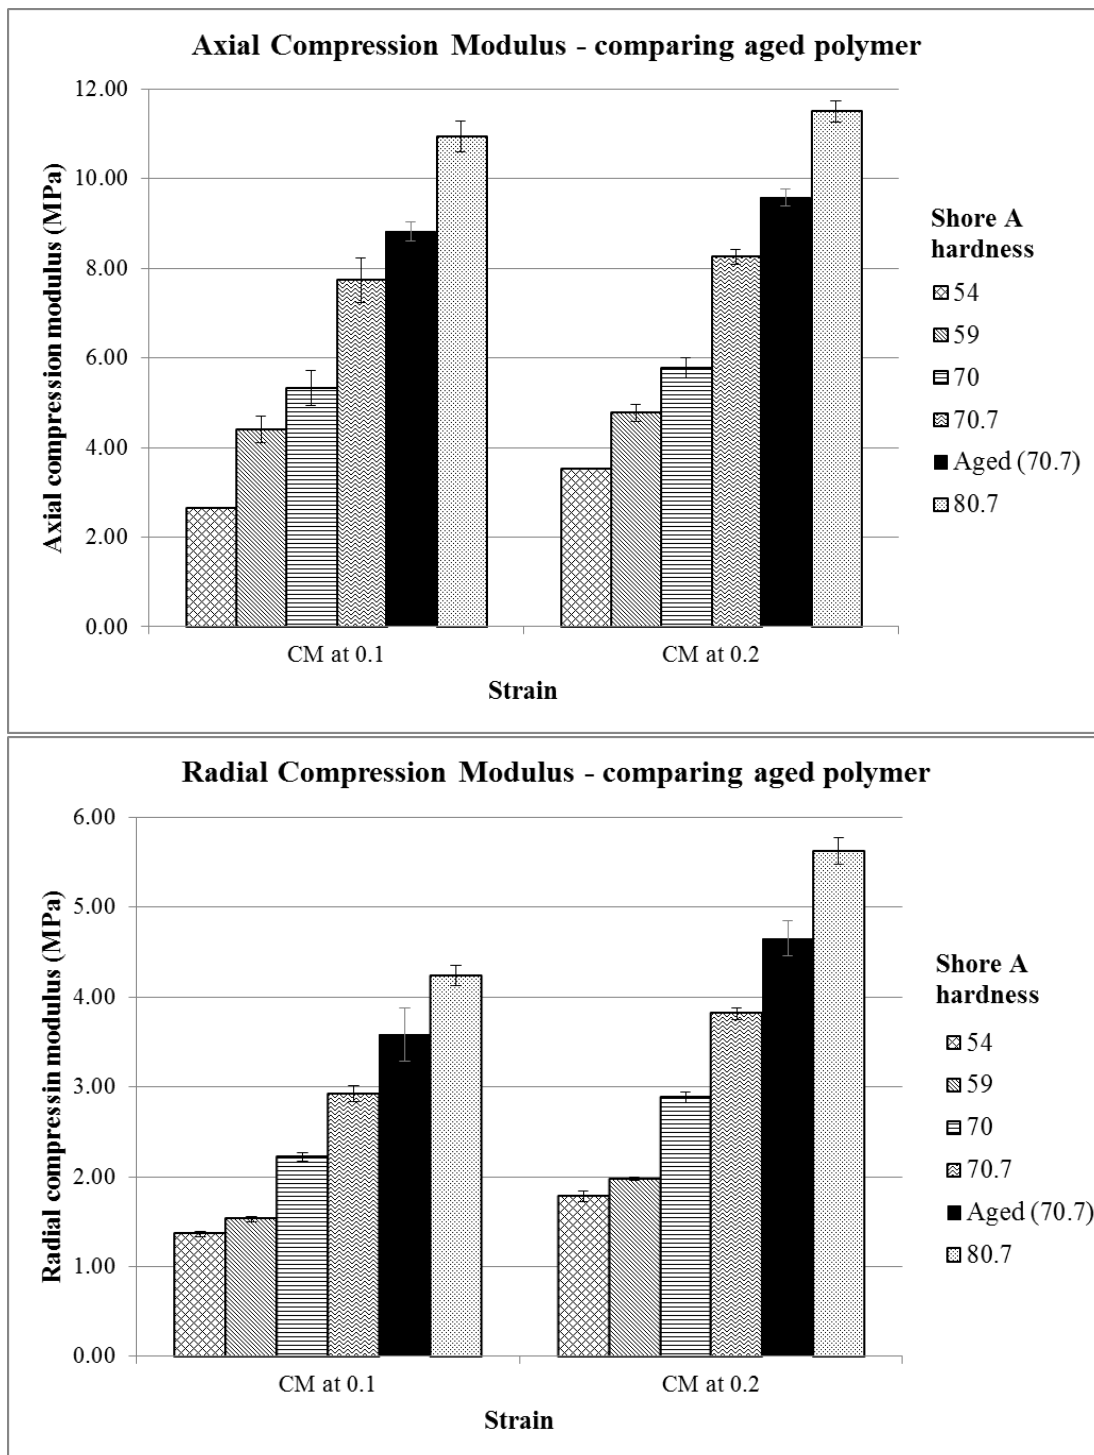 Axial Compression Modulus - comparing aged polymer
12.00
10.00
8.00
6.00
4.00
2.00
0.00
Axial compression modulus (MPa)
CM at 0.1
CM at 0.2
Strain
Shore A
hardness
54
59
70
70.7
Aged (70.7)
80.7
Radial Compression Modulus - comparing aged polymer
6.00
5.00
4.00
3.00
2.00
1.00
0.00
Radial compressin modulus (MPa)
CM at 0.1
CM at 0.2
Strain
Shore A
hardness
54
59
70
70.7
Aged (70.7)
80.7